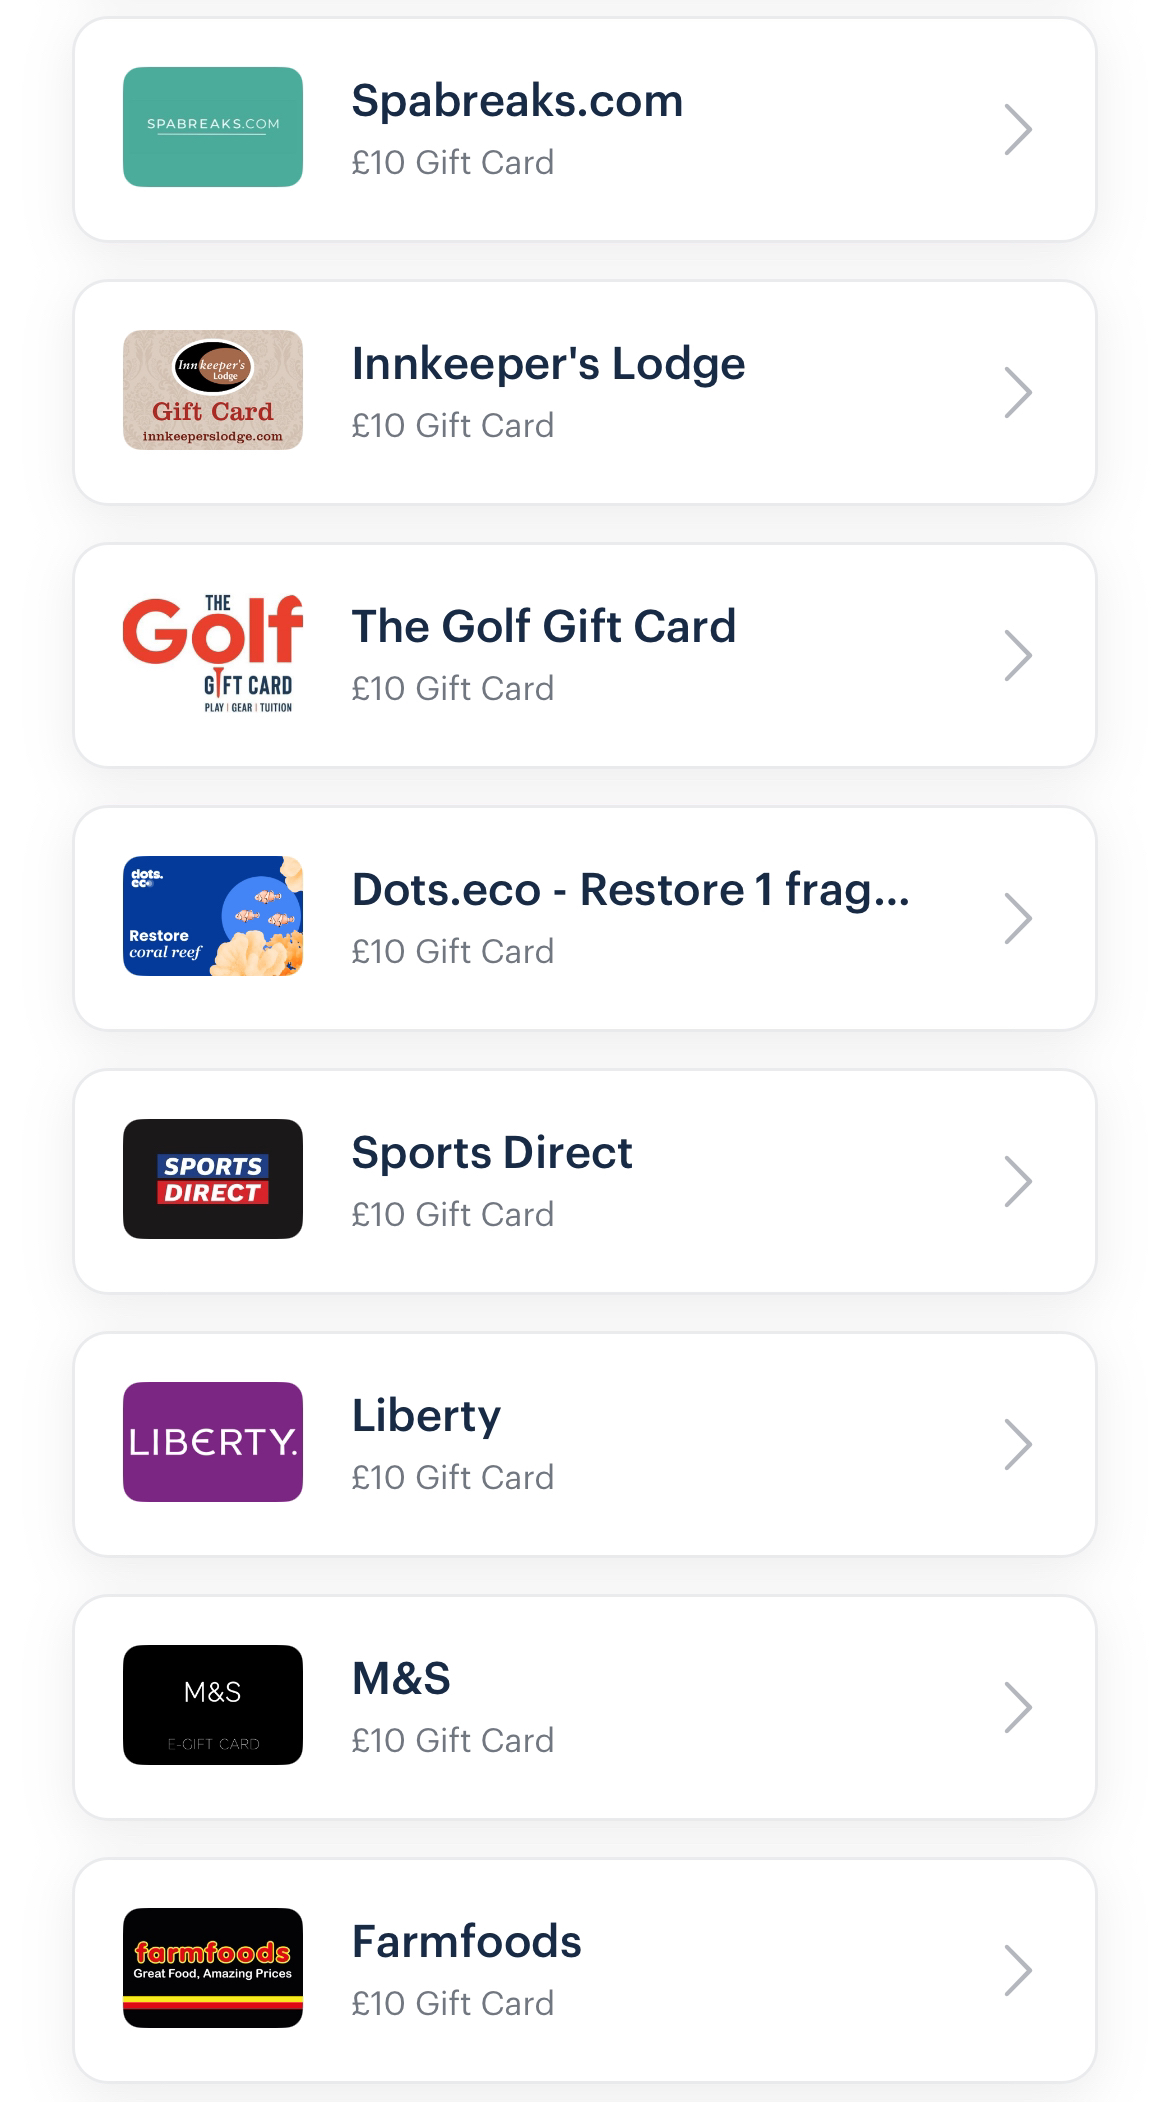 SPABREAKS.COM
Spabreaks.com
£10 Gift Card
Innkeeper's
Lodge
Gift Card
innkeeperslodge.com
Innkeeper's Lodge
£10 Gift Card
THE
Golf
GIFT CARD
PLAY | GEAR | TUITION
The Golf Gift Card
£10 Gift Card
dots.
eco
Restore
coral reef
Dots.eco - Restore 1 frag...
£10 Gift Card
SPORTS
DIRECT
Sports Direct
£10 Gift Card
LIBERTY.
Liberty
£10 Gift Card
M&S
E-GIFT CARD
M&S
£10 Gift Card
farmfoods
Great Food, Amazing Prices
Farmfoods
£10 Gift Card